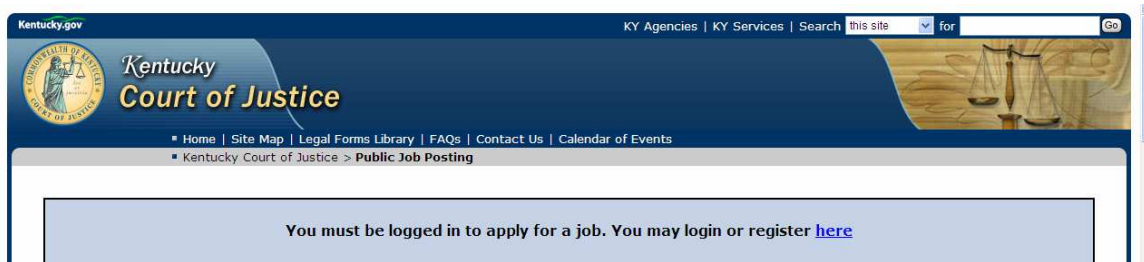 Kentucky.gov
KY Agencies | KY Services | Search this site for Go
Kentucky
Court of Justice
Home | Site Map | Legal Forms Library | FAQs | Contact Us | Calendar of Events
Kentucky Court of Justice > Public Job Posting
You must be logged in to apply for a job. You may login or register here